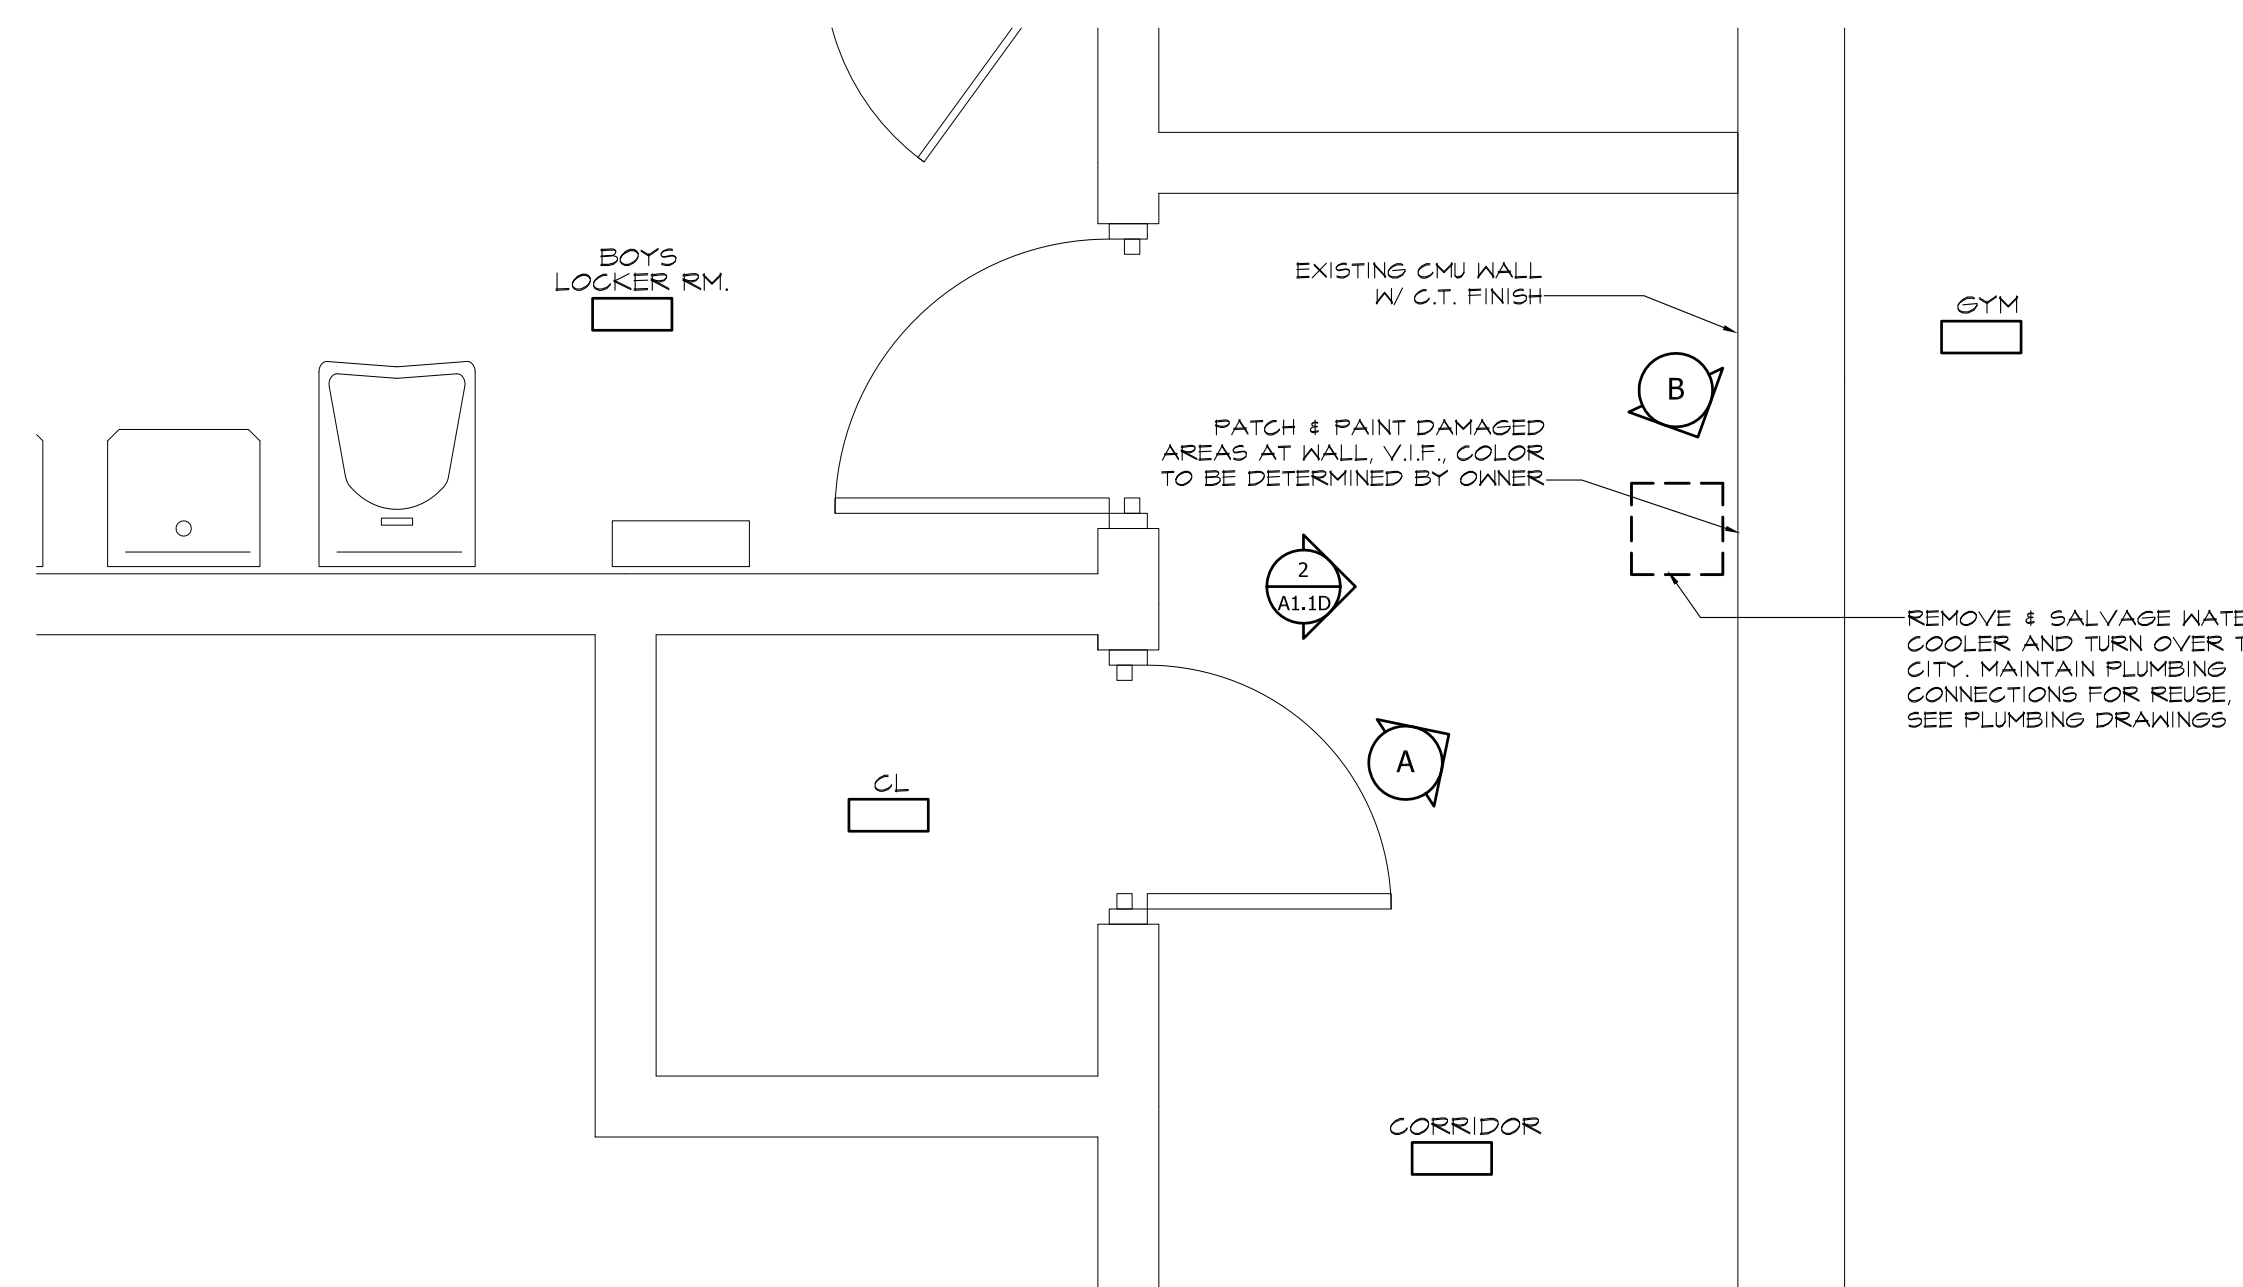 BOYS
LOCKER RM.
EXISTING CMU WALL
W/ C.T. FINISH
GYM
B
PATCH & PAINT DAMAGED
AREAS AT WALL, V.I.F., COLOR
TO BE DETERMINED BY OWNER
2
A1.1D
REMOVE & SALVAGE
COOLER AND TURN OVER
CITY. MAINTAIN PLUMBING
CONNECTIONS FOR REUSE,
SEE PLUMBING DRAWINGS
A
CL
CORRIDOR